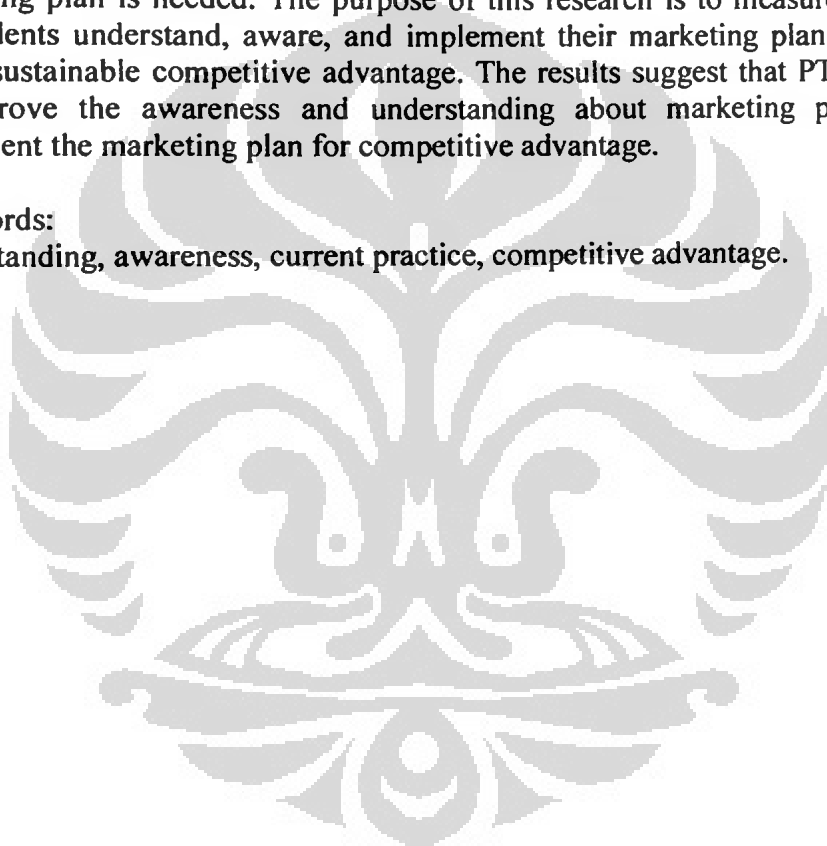 ng plan is needed. The purpose of this research is to measure
dents understand, aware, and implement their marketing plan
sustainable competitive advantage. The results suggest that PT
rove the awareness and understanding about marketing p
ent the marketing plan for competitive advantage.
ords:
tanding, awareness, current practice, competitive advantage.